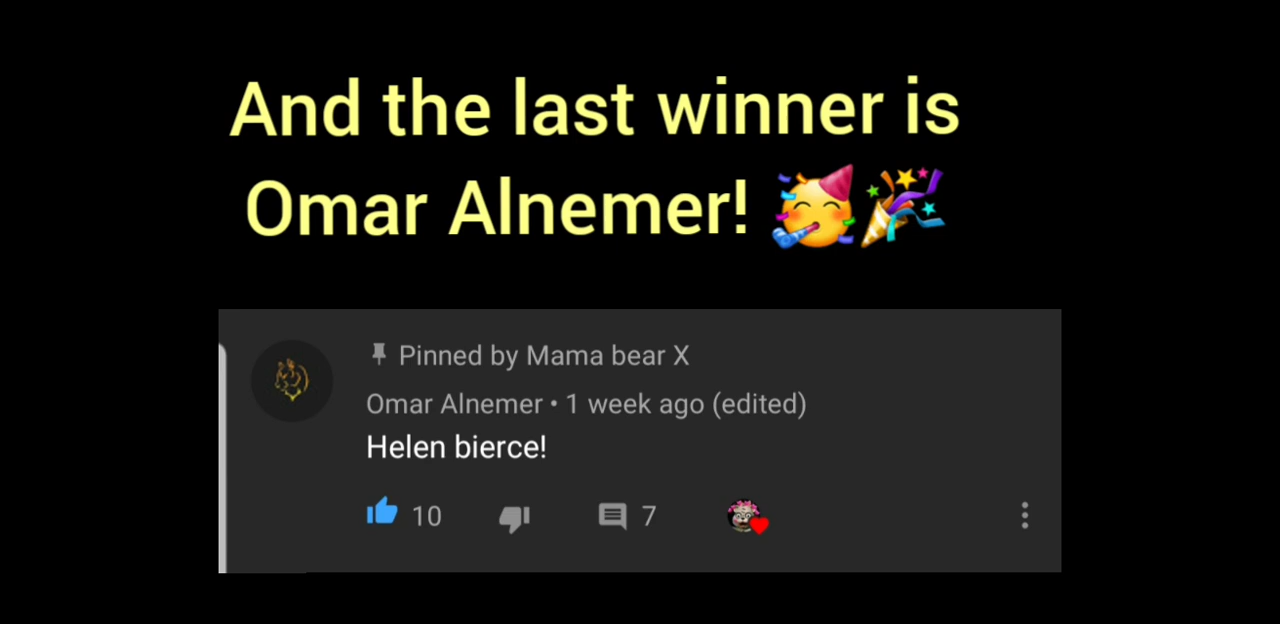 And the last winner is
Omar Alnemer! 🥳🎉
Pinned by Mama bear X
Omar Alnemer • 1 week ago (edited)
Helen bierce!
10 7